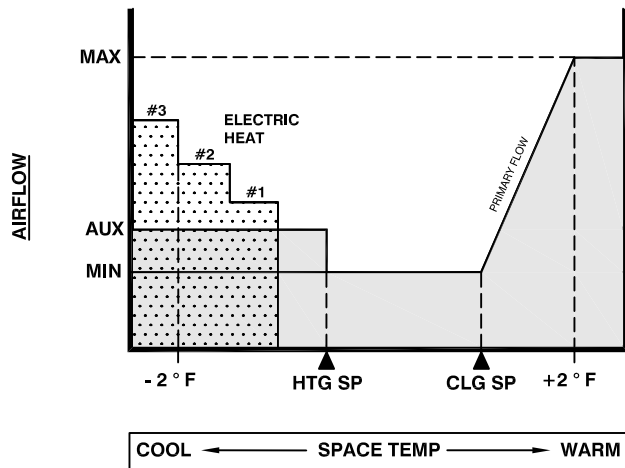 MAX
#3
ELECTRIC
HEAT
#2
#1
PRIMARY FLOW
AIRFLOW
AUX
MIN
- 2 ° F
HTG SP
CLG SP
+2 ° F
COOL SPACE TEMP WARM